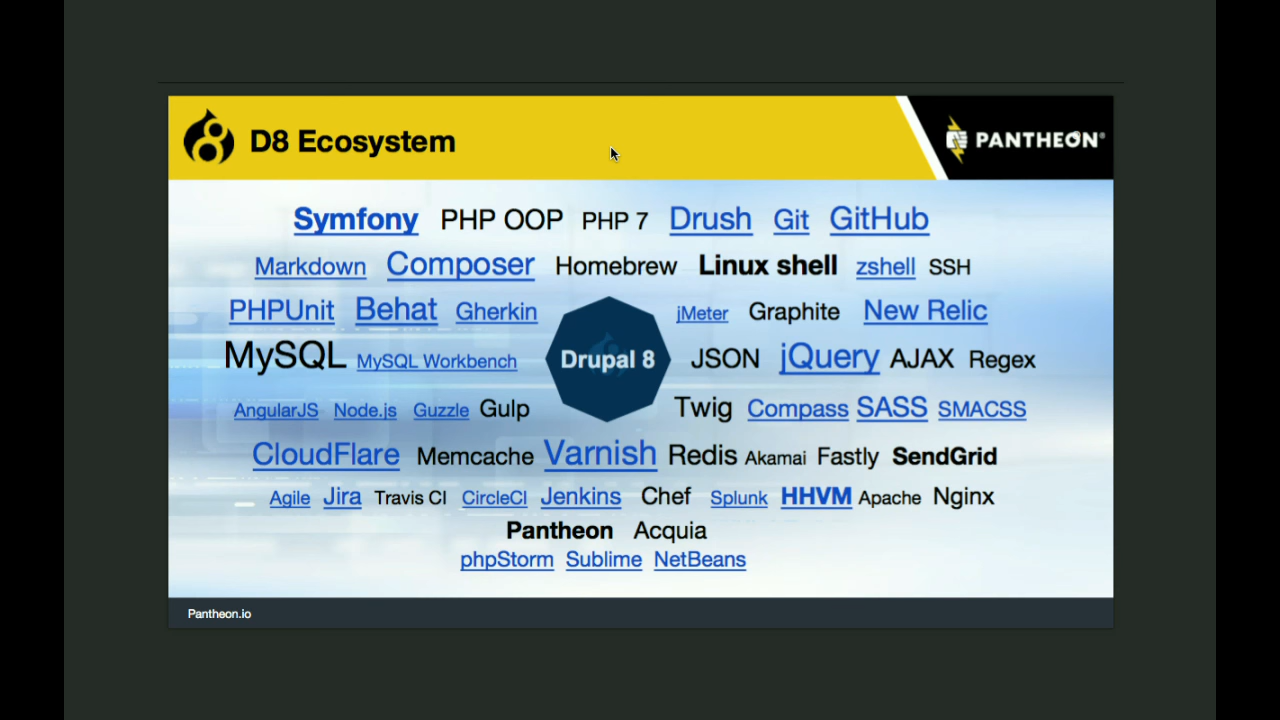 D8 Ecosystem
PANTHEON®
Symfony PHP OOP PHP 7 Drush Git GitHub
Markdown Composer Homebrew Linux shell zshell SSH
PHPUnit Behat Gherkin jMeter Graphite New Relic
MySQL MySQL Workbench Drupal 8 JSON jQuery AJAX Regex
AngularJS Node.js Guzzle Gulp Twig Compass SASS SMACSS
CloudFlare Memcache Varnish Redis Akamai Fastly SendGrid
Agile Jira Travis CI CircleCI Jenkins Chef Splunk HHVM Apache Nginx
Pantheon Acquia
phpStorm Sublime NetBeans
Pantheon.io